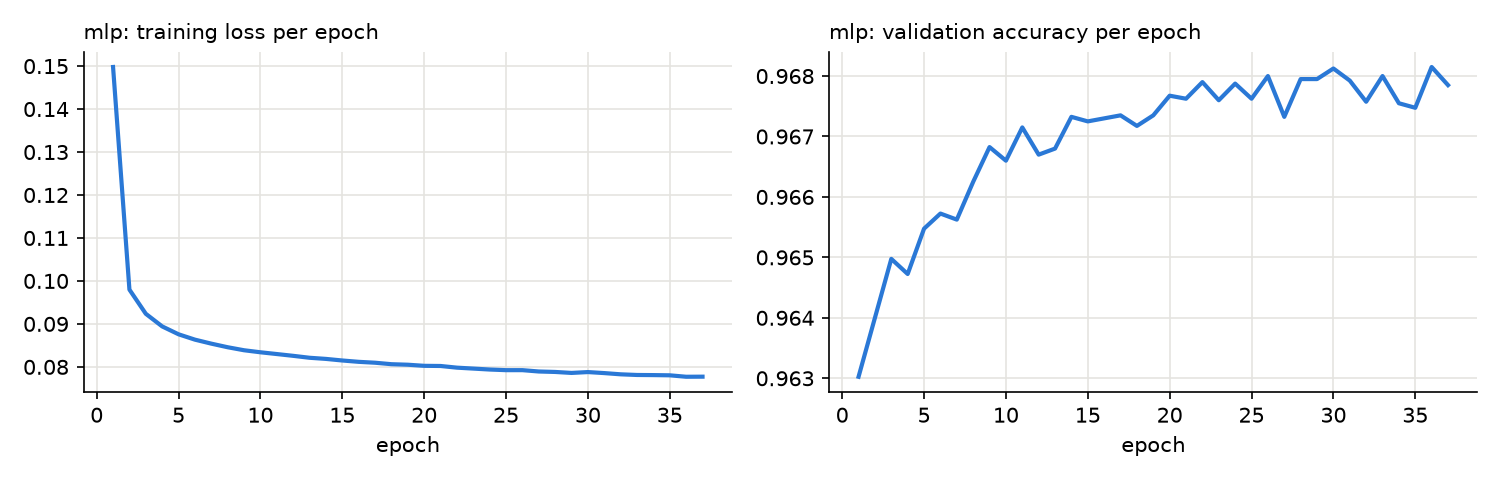 mlp: training loss per epoch
0.15
0.14
0.13
0.12
0.11
0.10
0.09
0.08
0 5 10 15 20 25 30 35
epoch
mlp: validation accuracy per epoch
0.968
0.967
0.966
0.965
0.964
0.963
0 5 10 15 20 25 30 35
epoch